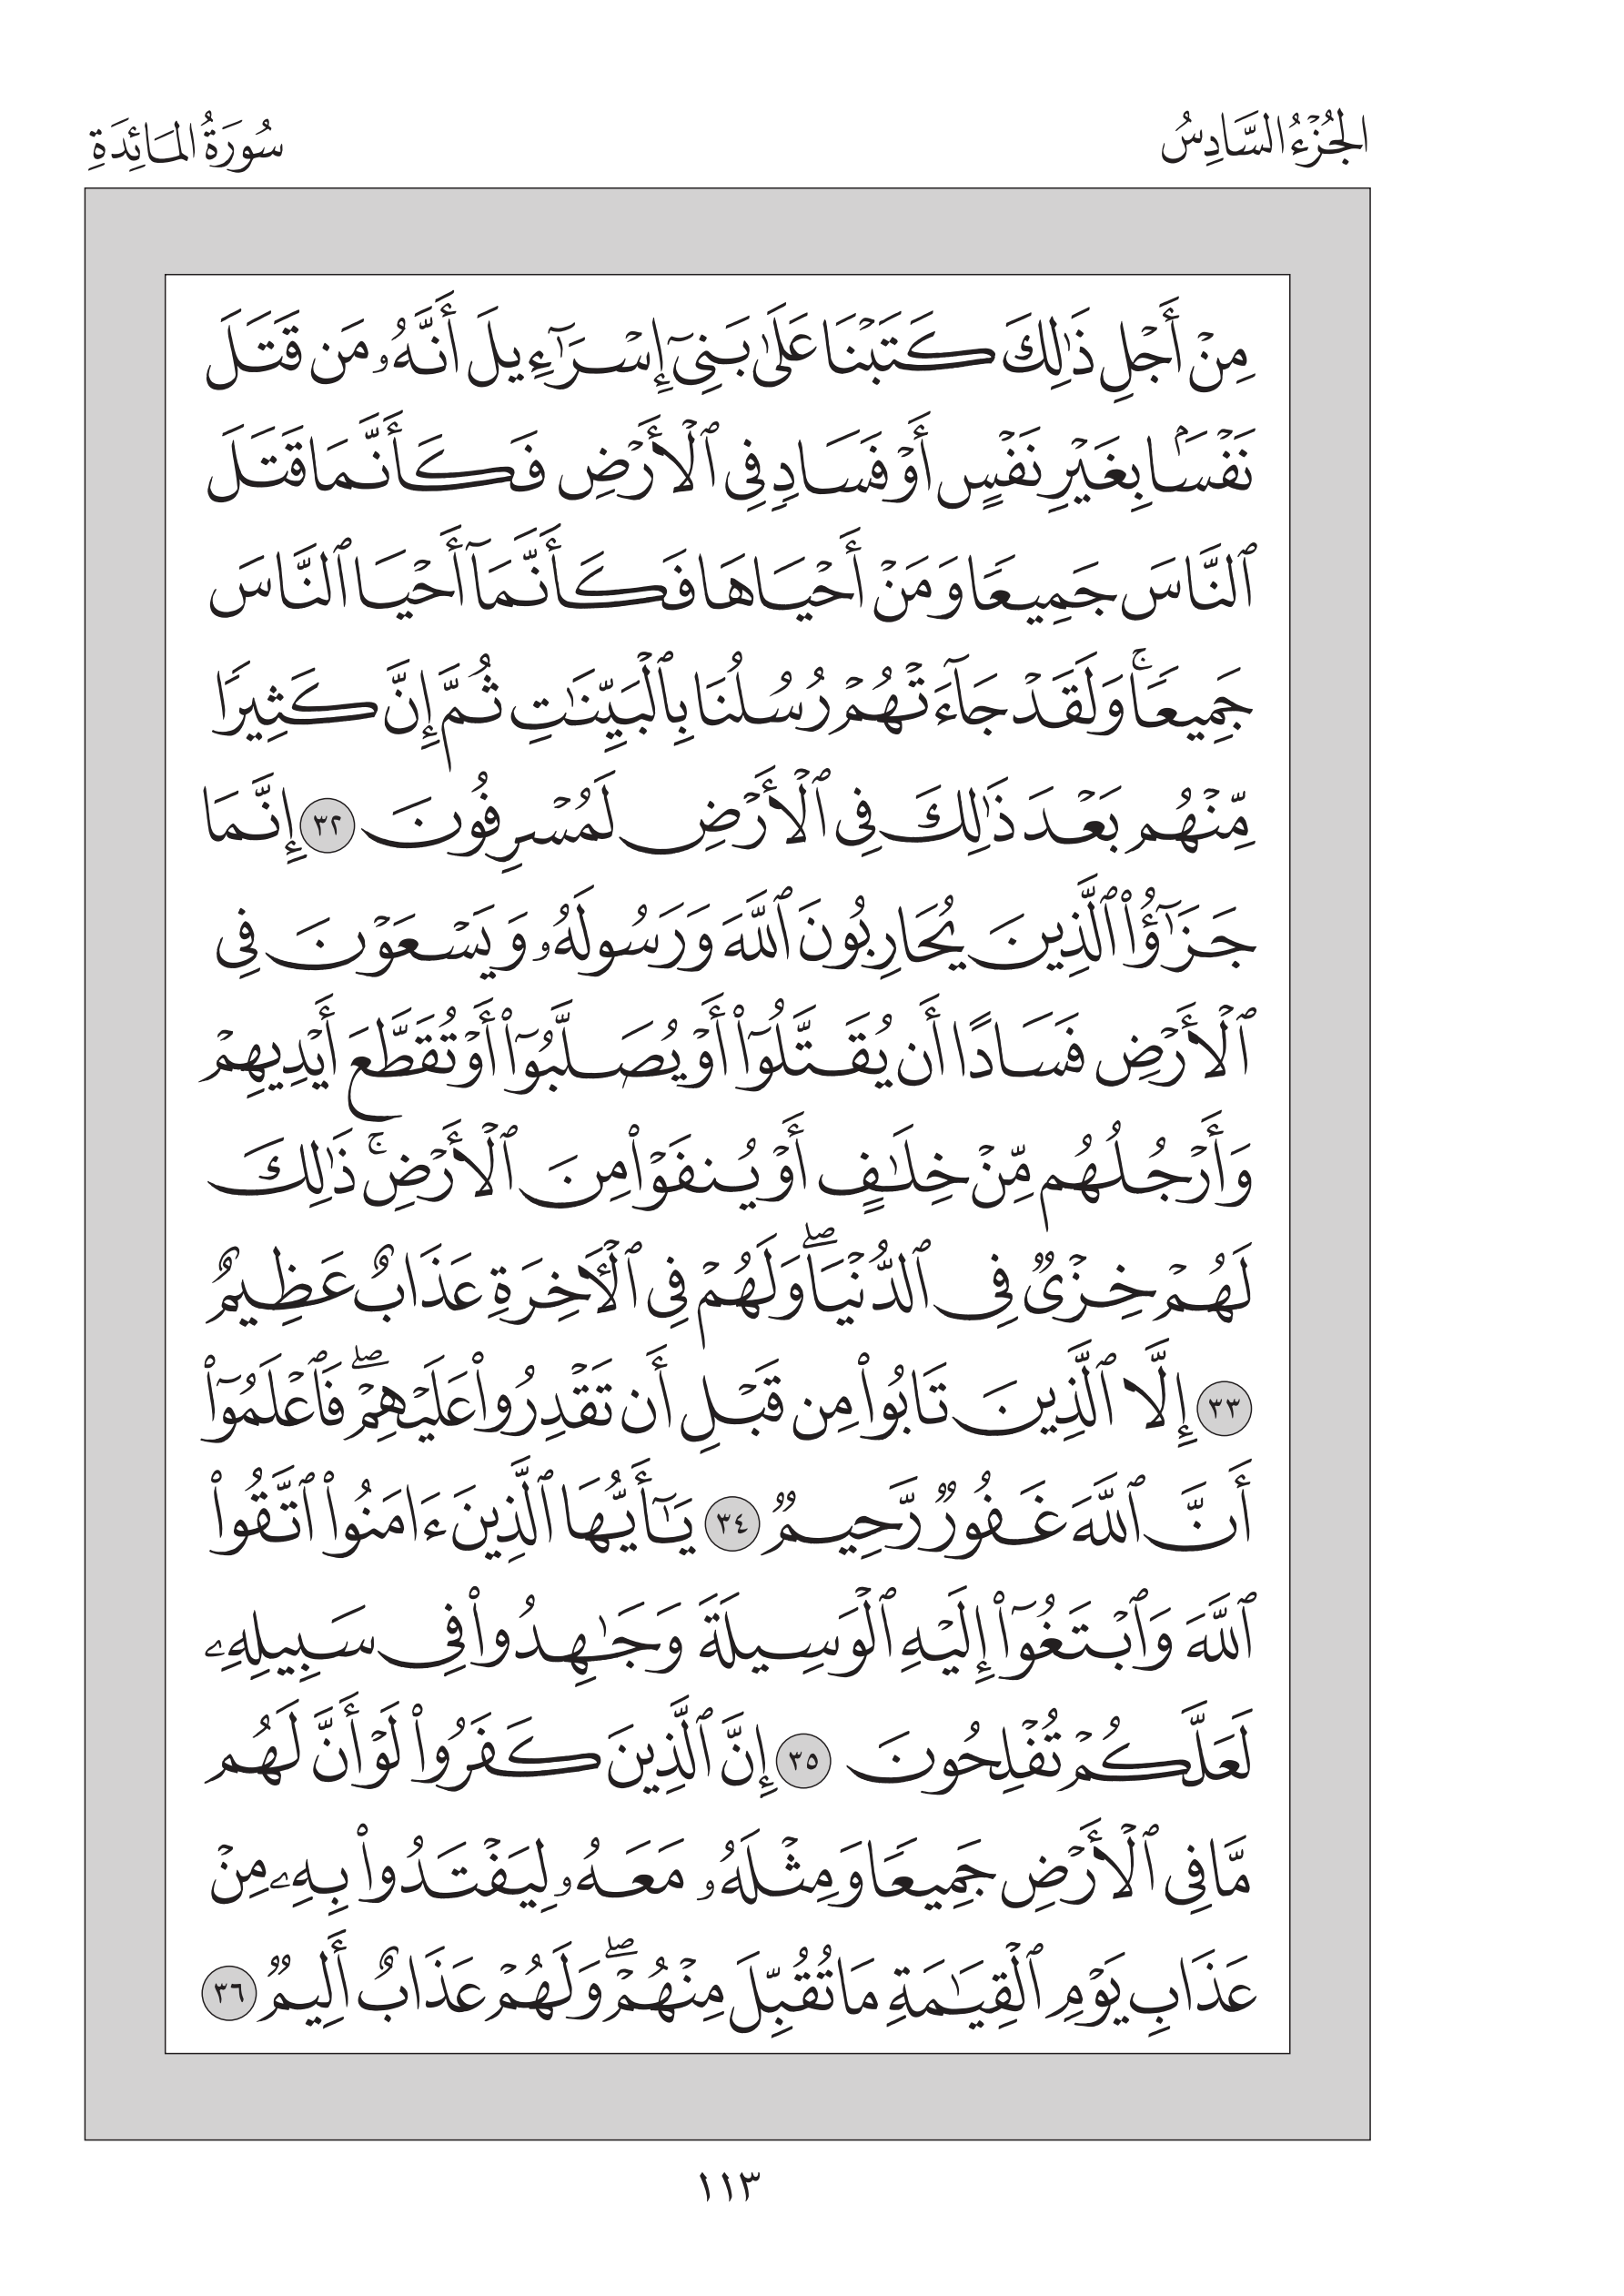 الجُزْءُ السَّادِسُ
سُورَةُ المَائِدَةِ
مِنْ أَجْلِ ذَٰلِكَ كَتَبْنَا عَلَىٰ بَنِىٓ إِسْرَٰٓءِيلَ أَنَّهُۥ مَن قَتَلَ
نَفْسَۢا بِغَيْرِ نَفْسٍ أَوْ فَسَادٍ فِى ٱلْأَرْضِ فَكَأَنَّمَا قَتَلَ
ٱلنَّاسَ جَمِيعًا وَمَنْ أَحْيَاهَا فَكَأَنَّمَآ أَحْيَا ٱلنَّاسَ
جَمِيعًا ۚ وَلَقَدْ جَآءَتْهُمْ رُسُلُنَا بِٱلْبَيِّنَٰتِ ثُمَّ إِنَّ كَثِيرًا
مِّنْهُم بَعْدَ ذَٰلِكَ فِى ٱلْأَرْضِ لَمُسْرِفُونَ ٣٢ إِنَّمَا
جَزَٰٓؤُا۟ ٱلَّذِينَ يُحَارِبُونَ ٱللَّهَ وَرَسُولَهُۥ وَيَسْعَوْنَ فِى
ٱلْأَرْضِ فَسَادًا أَن يُقَتَّلُوٓا۟ أَوْ يُصَلَّبُوٓا۟ أَوْ تُقَطَّعَ أَيْدِيهِمْ
وَأَرْجُلُهُم مِّنْ خِلَٰفٍ أَوْ يُنفَوْا۟ مِنَ ٱلْأَرْضِ ۚ ذَٰلِكَ
لَهُمْ خِزْىٌ فِى ٱلدُّنْيَا ۖ وَلَهُمْ فِى ٱلْـَٔاخِرَةِ عَذَابٌ عَظِيمٌ
٣٣ إِلَّا ٱلَّذِينَ تَابُوا۟ مِن قَبْلِ أَن تَقْدِرُوا۟ عَلَيْهِمْ ۖ فَٱعْلَمُوٓا۟
أَنَّ ٱللَّهَ غَفُورٌ رَّحِيمٌ ٣٤ يَٰٓأَيُّهَا ٱلَّذِينَ ءَامَنُوا۟ ٱتَّقُوا۟
ٱللَّهَ وَٱبْتَغُوٓا۟ إِلَيْهِ ٱلْوَسِيلَةَ وَجَٰهِدُوا۟ فِى سَبِيلِهِۦ
لَعَلَّكُمْ تُفْلِحُونَ ٣٥ إِنَّ ٱلَّذِينَ كَفَرُوا۟ لَوْ أَنَّ لَهُم
مَّا فِى ٱلْأَرْضِ جَمِيعًا وَمِثْلَهُۥ مَعَهُۥ لِيَفْتَدُوا۟ بِهِۦ مِنْ
عَذَابِ يَوْمِ ٱلْقِيَٰمَةِ مَا تُقُبِّلَ مِنْهُمْ ۖ وَلَهُمْ عَذَابٌ أَلِيمٌ ٣٦
١١٣